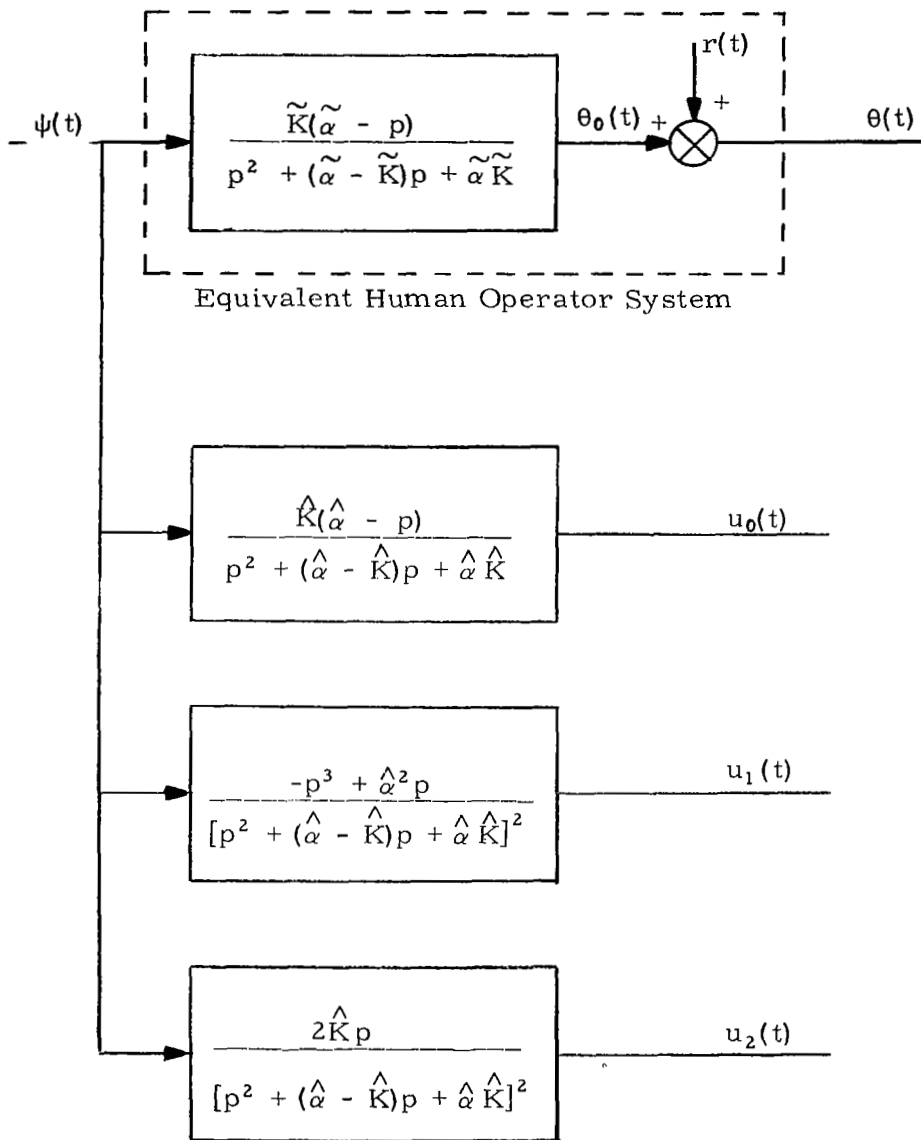 r(t)
ψ(t)
K̃(α̃ - p)
p² + (α̃ - K̃)p + α̃ K̃
θ₀(t)
+
+
θ(t)
Equivalent Human Operator System
K̂(α̂ - p)
p² + (α̂ - K̂)p + α̂ K̂
u₀(t)
-p³ + α̂²p
[p² + (α̂ - K̂)p + α̂ K̂]²
u₁(t)
2K̂p
[p² + (α̂ - K̂)p + α̂ K̂]²
u₂(t)